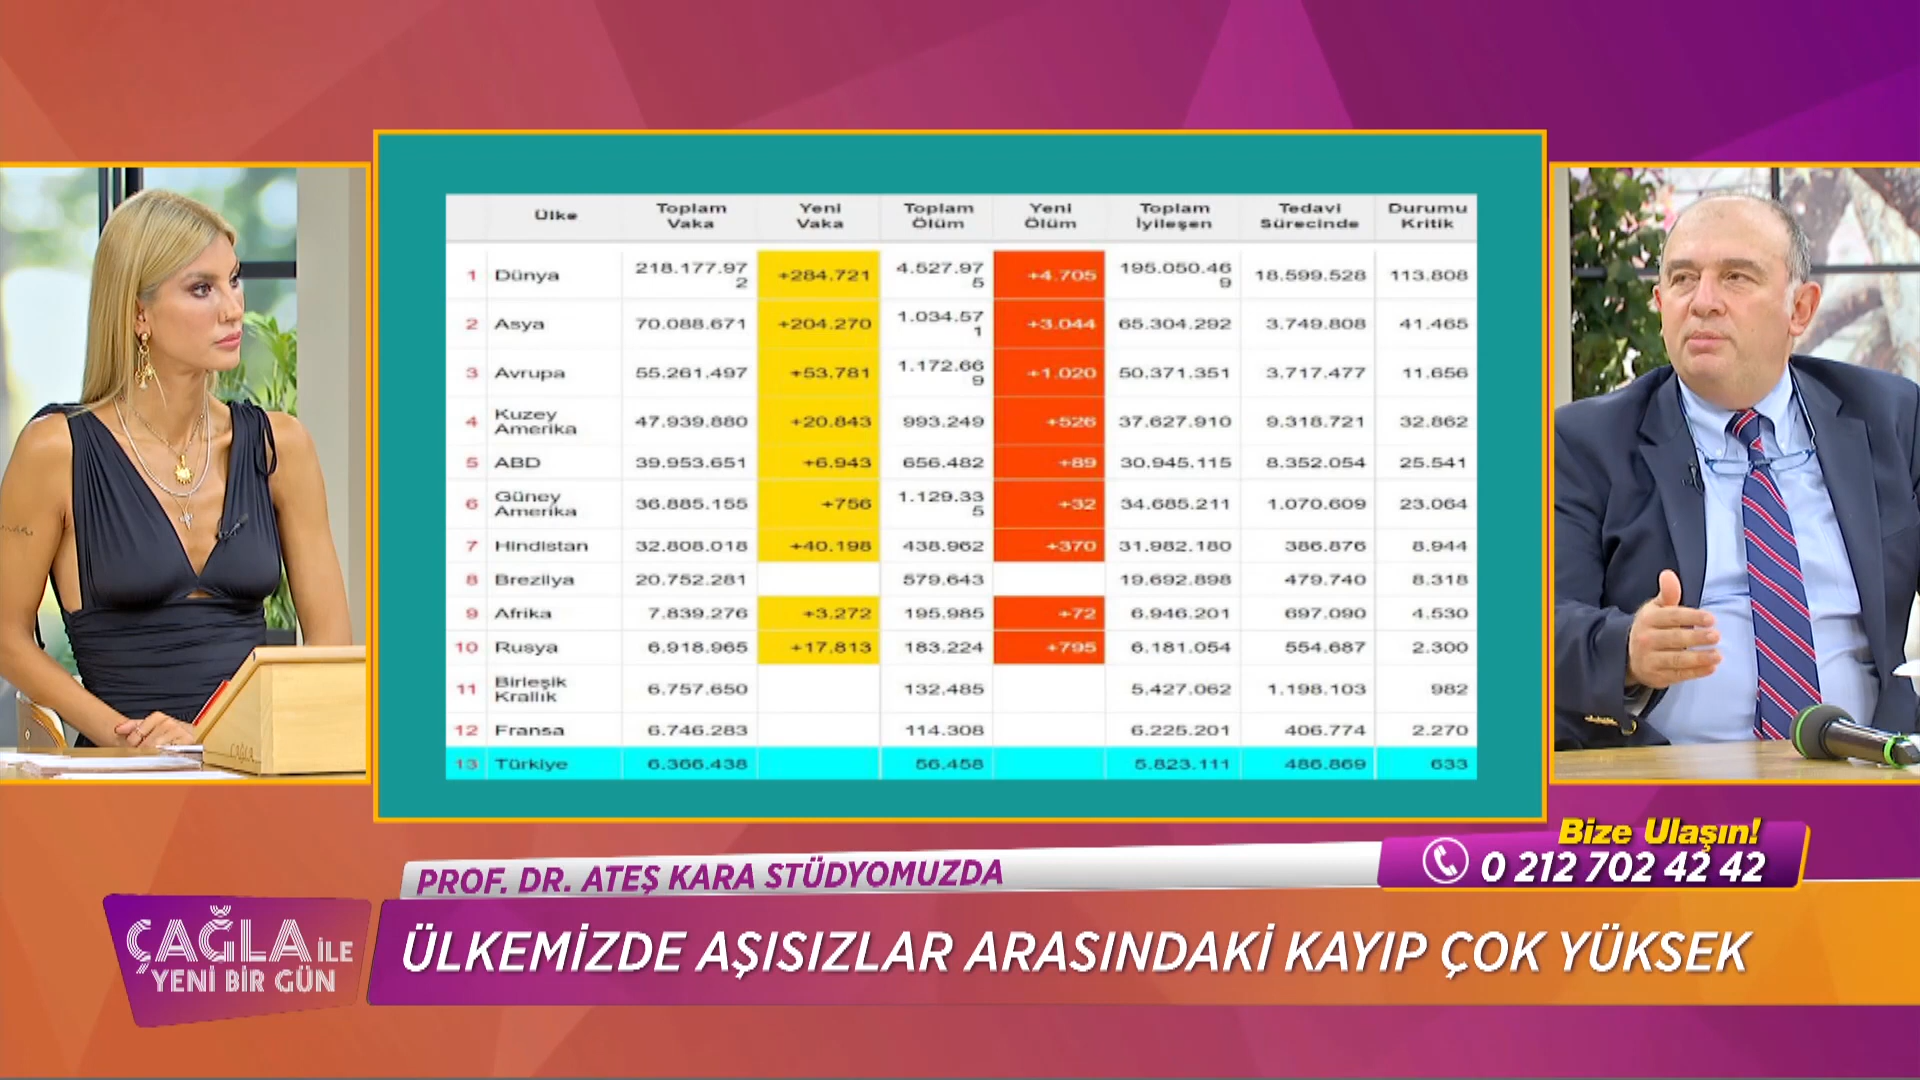 Ülke Toplam Vaka Yeni Vaka Toplam Ölüm Yeni Ölüm Toplam İyileşen Tedavi Sürecinde Durumu Kritik
1 Dünya 218.177.972 +284.721 4.527.975 +4.705 195.050.469 18.599.528 113.808
2 Asya 70.088.671 +204.270 1.034.571 +3.044 65.304.292 3.749.808 41.465
3 Avrupa 55.261.497 +53.781 1.172.669 +1.020 50.371.351 3.717.477 11.656
4 Kuzey Amerika 47.939.880 +20.843 993.249 +526 37.627.910 9.318.721 32.862
5 ABD 39.953.651 +6.943 656.482 +89 30.945.115 8.352.054 25.541
6 Güney Amerika 36.885.155 +756 1.129.335 +32 34.685.211 1.070.609 23.064
7 Hindistan 32.808.018 +40.198 438.962 +370 31.982.180 386.876 8.944
8 Brezilya 20.752.281 579.643 19.692.898 479.740 8.318
9 Afrika 7.839.276 +3.272 195.985 +72 6.946.201 697.090 4.530
10 Rusya 6.918.965 +17.813 183.224 +795 6.181.054 554.687 2.300
11 Birleşik Krallık 6.757.650 132.485 5.427.062 1.198.103 982
12 Fransa 6.746.283 114.308 6.225.201 406.774 2.270
13 Türkiye 6.366.438 56.458 5.823.111 486.869 633
ÇAĞLA
Bize Ulaşın!
0 212 702 42 42
PROF. DR. ATEŞ KARA STÜDYOMUZDA
ÇAĞLA İLE
YENİ BİR GÜN
ÜLKEMİZDE AŞISIZLAR ARASINDAKİ KAYIP ÇOK YÜKSEK